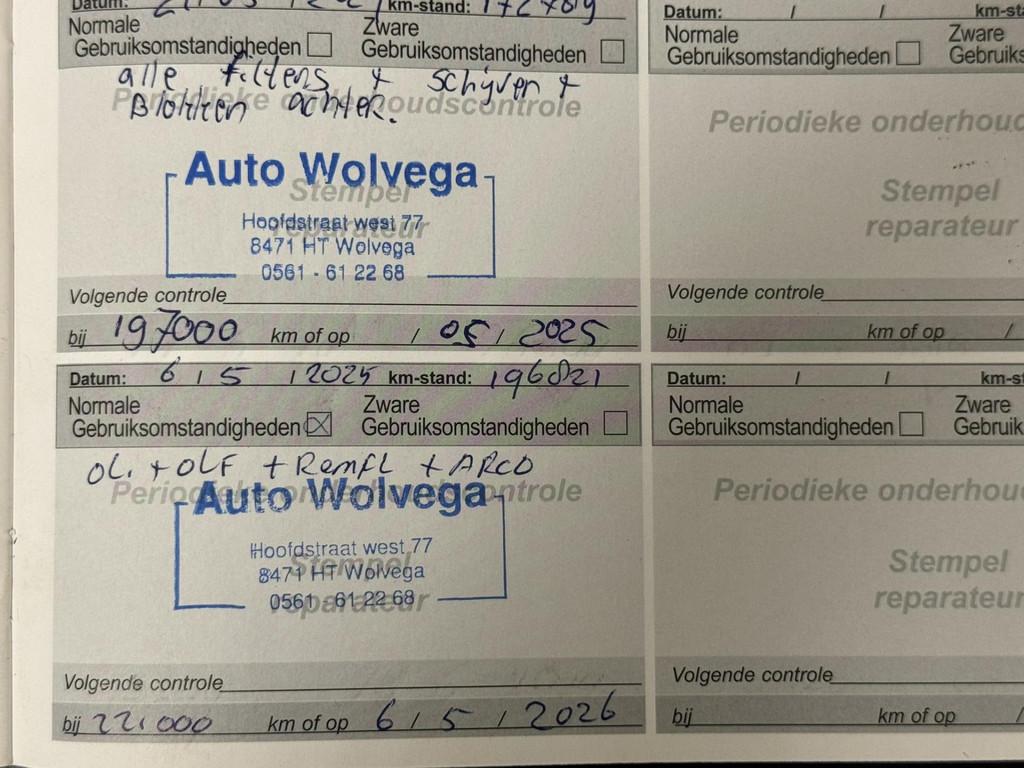 Datum: km-stand: 172789
Normale Gebruiksomstandigheden Zware Gebruiksomstandigheden
alle filters + Schijven +
Blokken achter.
Periodieke onderhoudscontrole
Auto Wolvega
Stempel
reparateur
Hoofdstraat west 77
8471 HT Wolvega
0561 - 61 22 68
Volgende controle
bij 197000 km of op / 05 / 2025
Datum: 6 / 5 / 2025 km-stand: 196821
Normale Gebruiksomstandigheden Zware Gebruiksomstandigheden
OL. + OLF + Remfl + ARCO
Periodieke onderhoudscontrole
Auto Wolvega
Hoofdstraat west 77
Stempel
8471 HT Wolvega
0561 - 61 22 68
reparateur
Volgende controle
bij 221000 km of op 6 / 5 / 2026
Datum: / / km-st
Normale Gebruiksomstandigheden Zware Gebruiks
Periodieke onderhoud
Stempel
reparateur
Volgende controle
bij km of op /
Datum: / / km-s
Normale Gebruiksomstandigheden Zware Gebruik
Periodieke onderhou
Stempel
reparateur
Volgende controle
bij km of op /